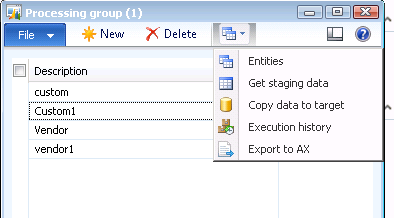 Processing group (1)
File New Delete
Description
custom
Custom1
Vendor
vendor1
Entities
Get staging data
Copy data to target
Execution history
Export to AX